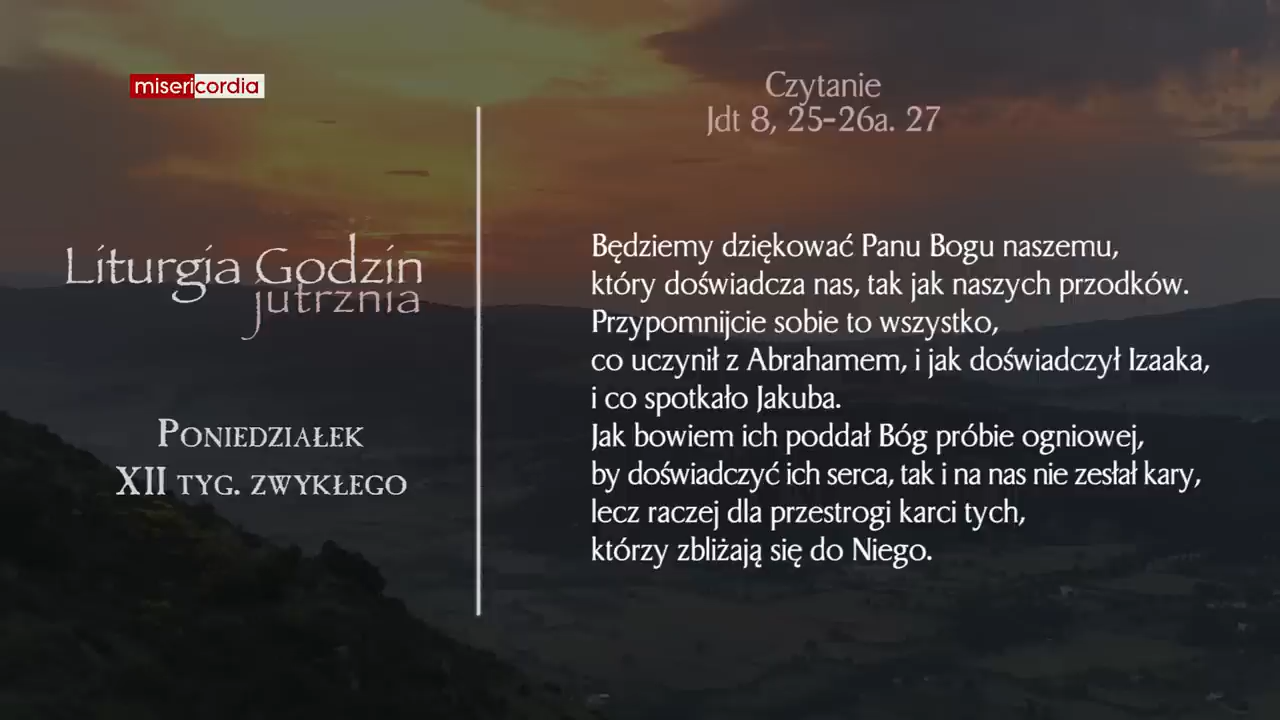 misericordia
Liturgia Godzin
jutrznia
Poniedziałek
XII tyg. zwykłego
Czytanie
Jdt 8, 25-26a. 27
Będziemy dziękować Panu Bogu naszemu,
który doświadcza nas, tak jak naszych przodków.
Przypomnijcie sobie to wszystko,
co uczynił z Abrahamem, i jak doświadczył Izaaka,
i co spotkało Jakuba.
Jak bowiem ich poddał Bóg próbie ogniowej,
by doświadczyć ich serca, tak i na nas nie zesłał kary,
lecz raczej dla przestrogi karci tych,
którzy zbliżają się do Niego.